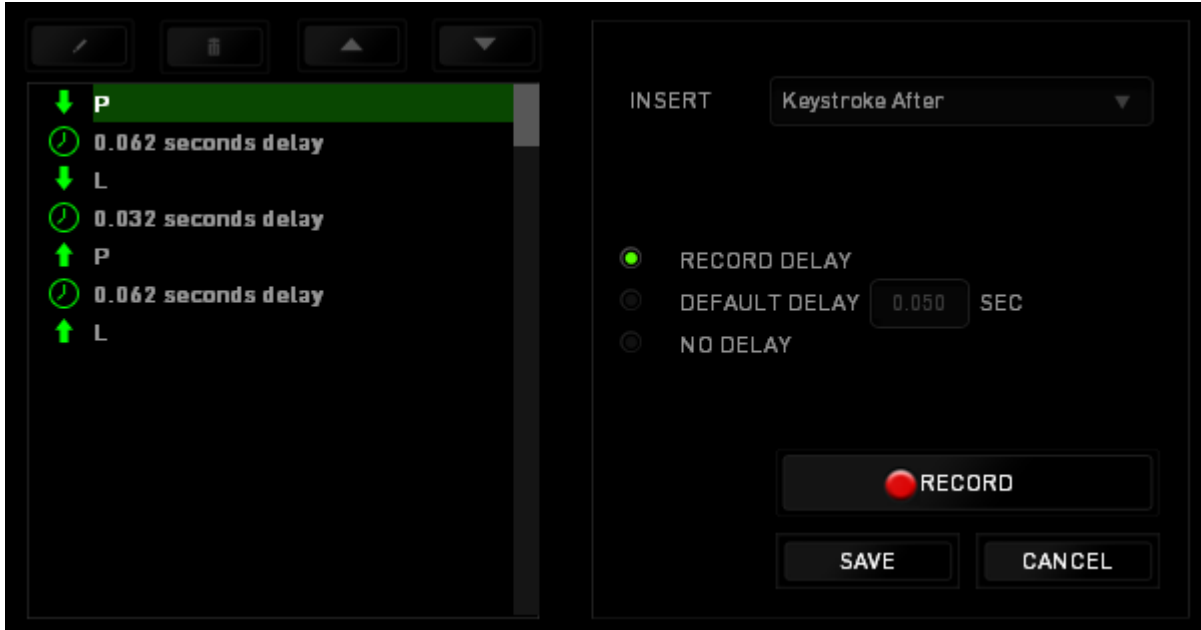 P
0.062 seconds delay
L
0.032 seconds delay
P
0.062 seconds delay
L
INSERT Keystroke After
RECORD DELAY
DEFAULT DELAY 0.050 SEC
NO DELAY
RECORD
SAVE CANCEL